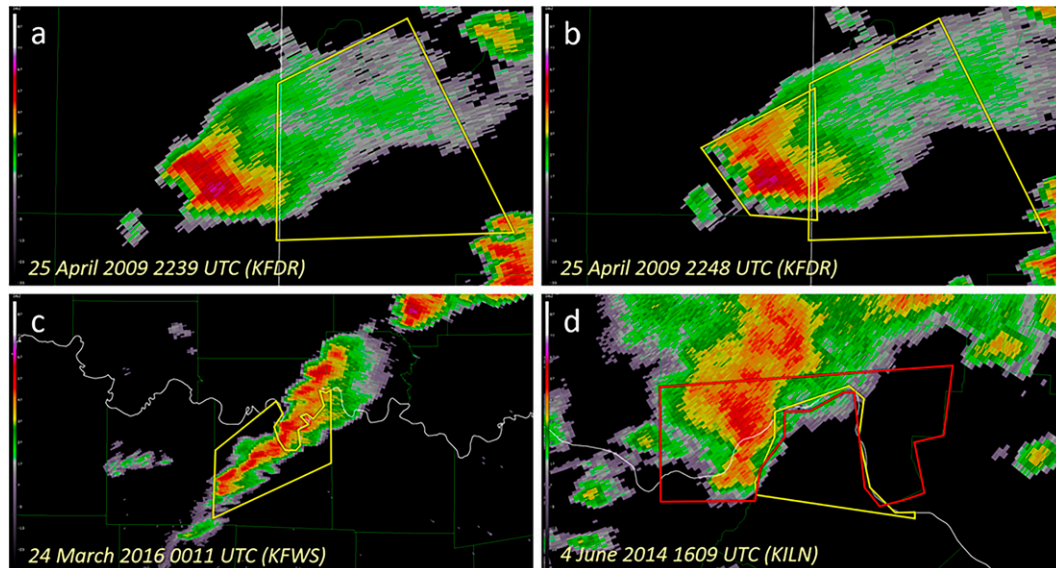 a
25 April 2009 2239 UTC (KFDR)
b
25 April 2009 2248 UTC (KFDR)
c
24 March 2016 0011 UTC (KFWS)
d
4 June 2014 1609 UTC (KILN)